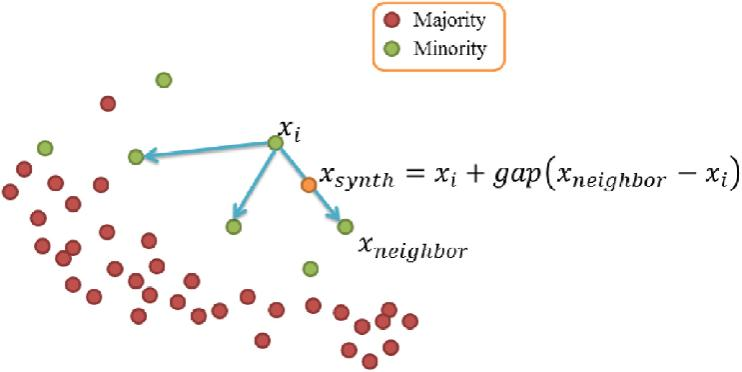 Majority
Minority
x_i
x_synth = x_i + gap(x_neighbor − x_i)
x_neighbor